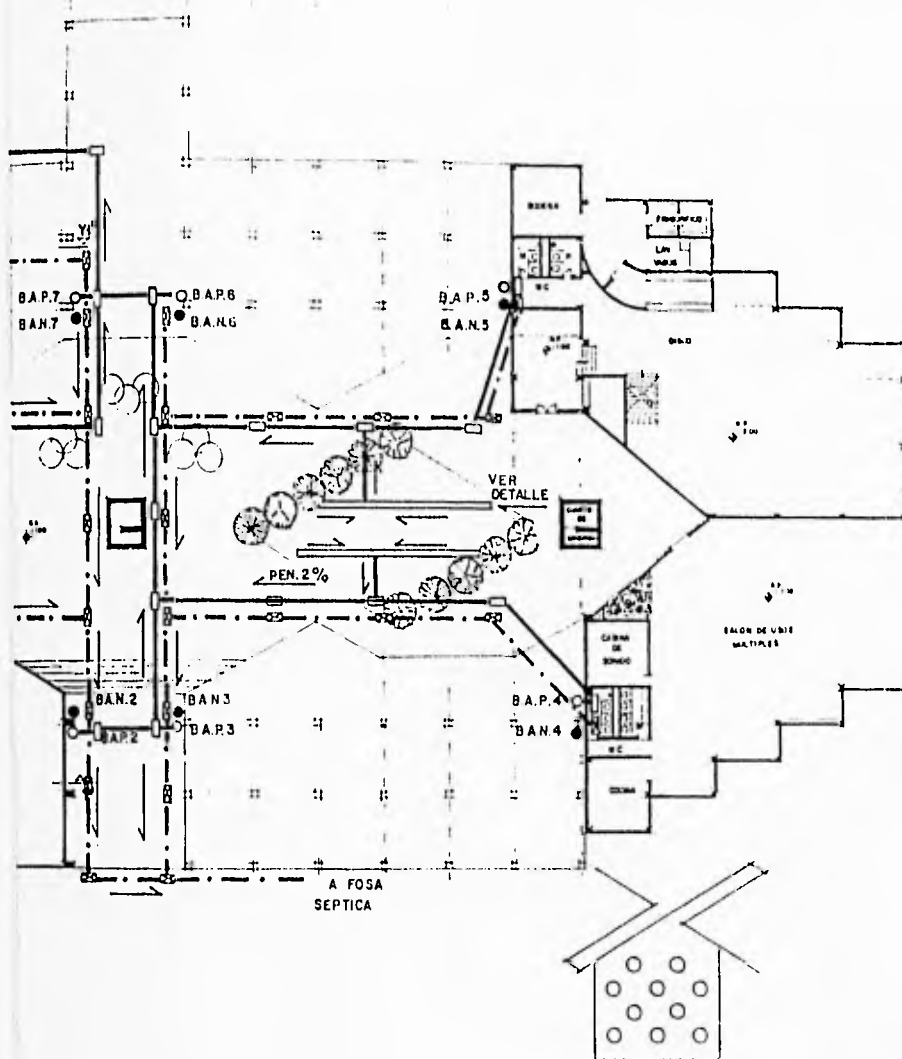 BODEGA
LAN
B.A.P.7
B.A.P.6
B.A.P.5
W.C
B.A.N.7
B.A.N.6
B.A.N.5
VER
DETALLE
PEN. 2%
SALON DE USOS
MULTIPLES
CABINA
DE
SONIDO
B.A.N.2
B.A.N.3
B.A.P.4
B.A.P.2
B.A.P.3
B.A.N.4
W.C
COCINA
A FOSA
SEPTICA